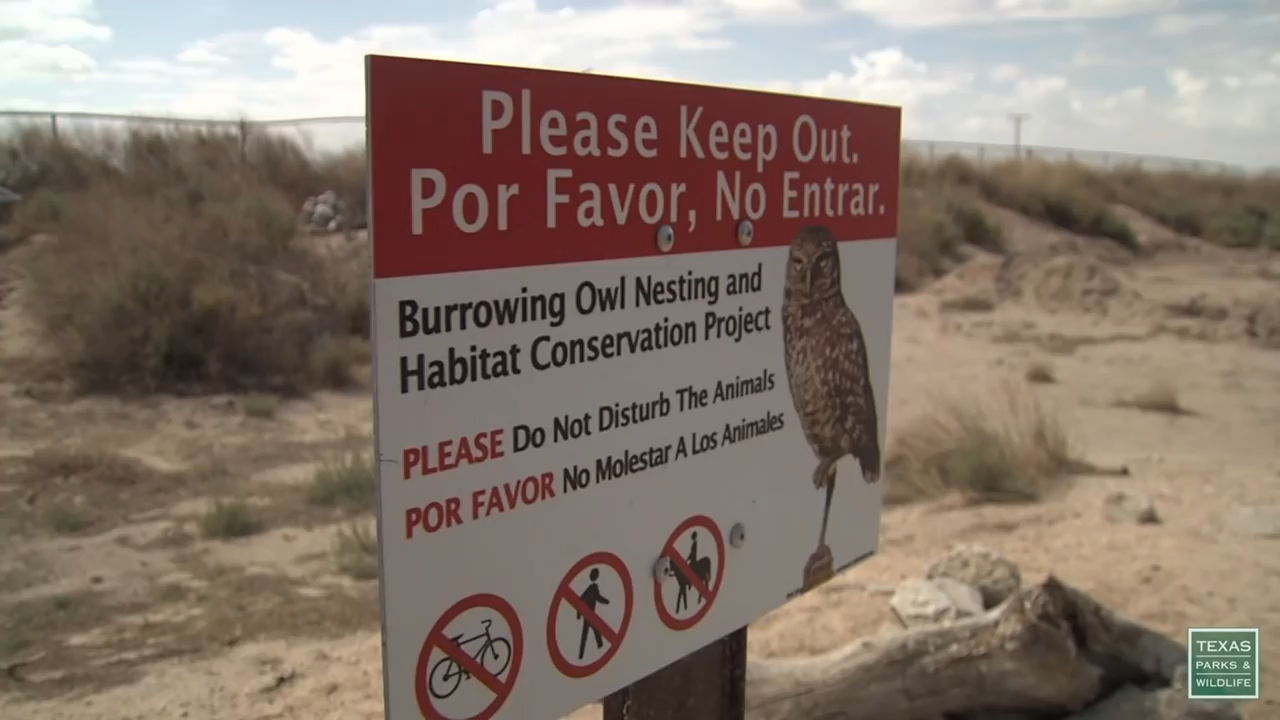 Please Keep Out.
Por Favor, No Entrar.
Burrowing Owl Nesting and
Habitat Conservation Project
PLEASE Do Not Disturb The Animals
POR FAVOR No Molestar A Los Animales
TEXAS
PARKS &
WILDLIFE